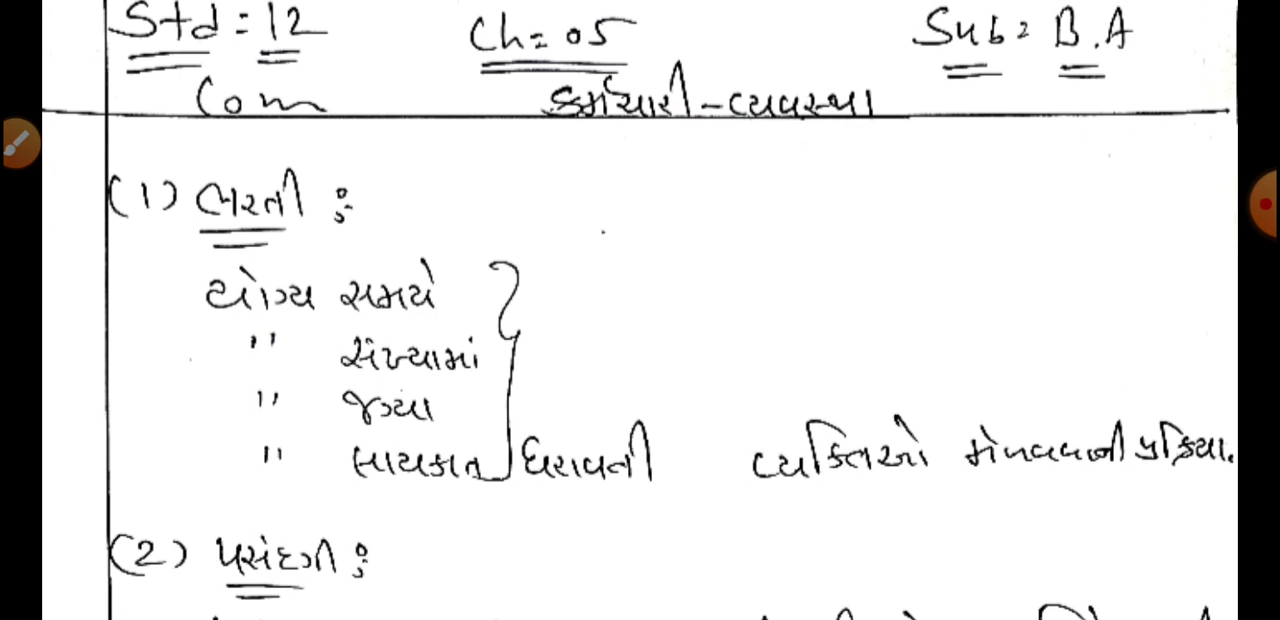 Std = 12 Ch = 05 Sub = B.A
Com કર્મચારી - વ્યવસ્થા
(1) ભરતી :
યોગ્ય સમયે
" સંખ્યામાં
" જગ્યા
" લાયકાત ધરાવતી વ્યક્તિઓ મેળવવાની પ્રક્રિયા.
(2) પસંદગી :